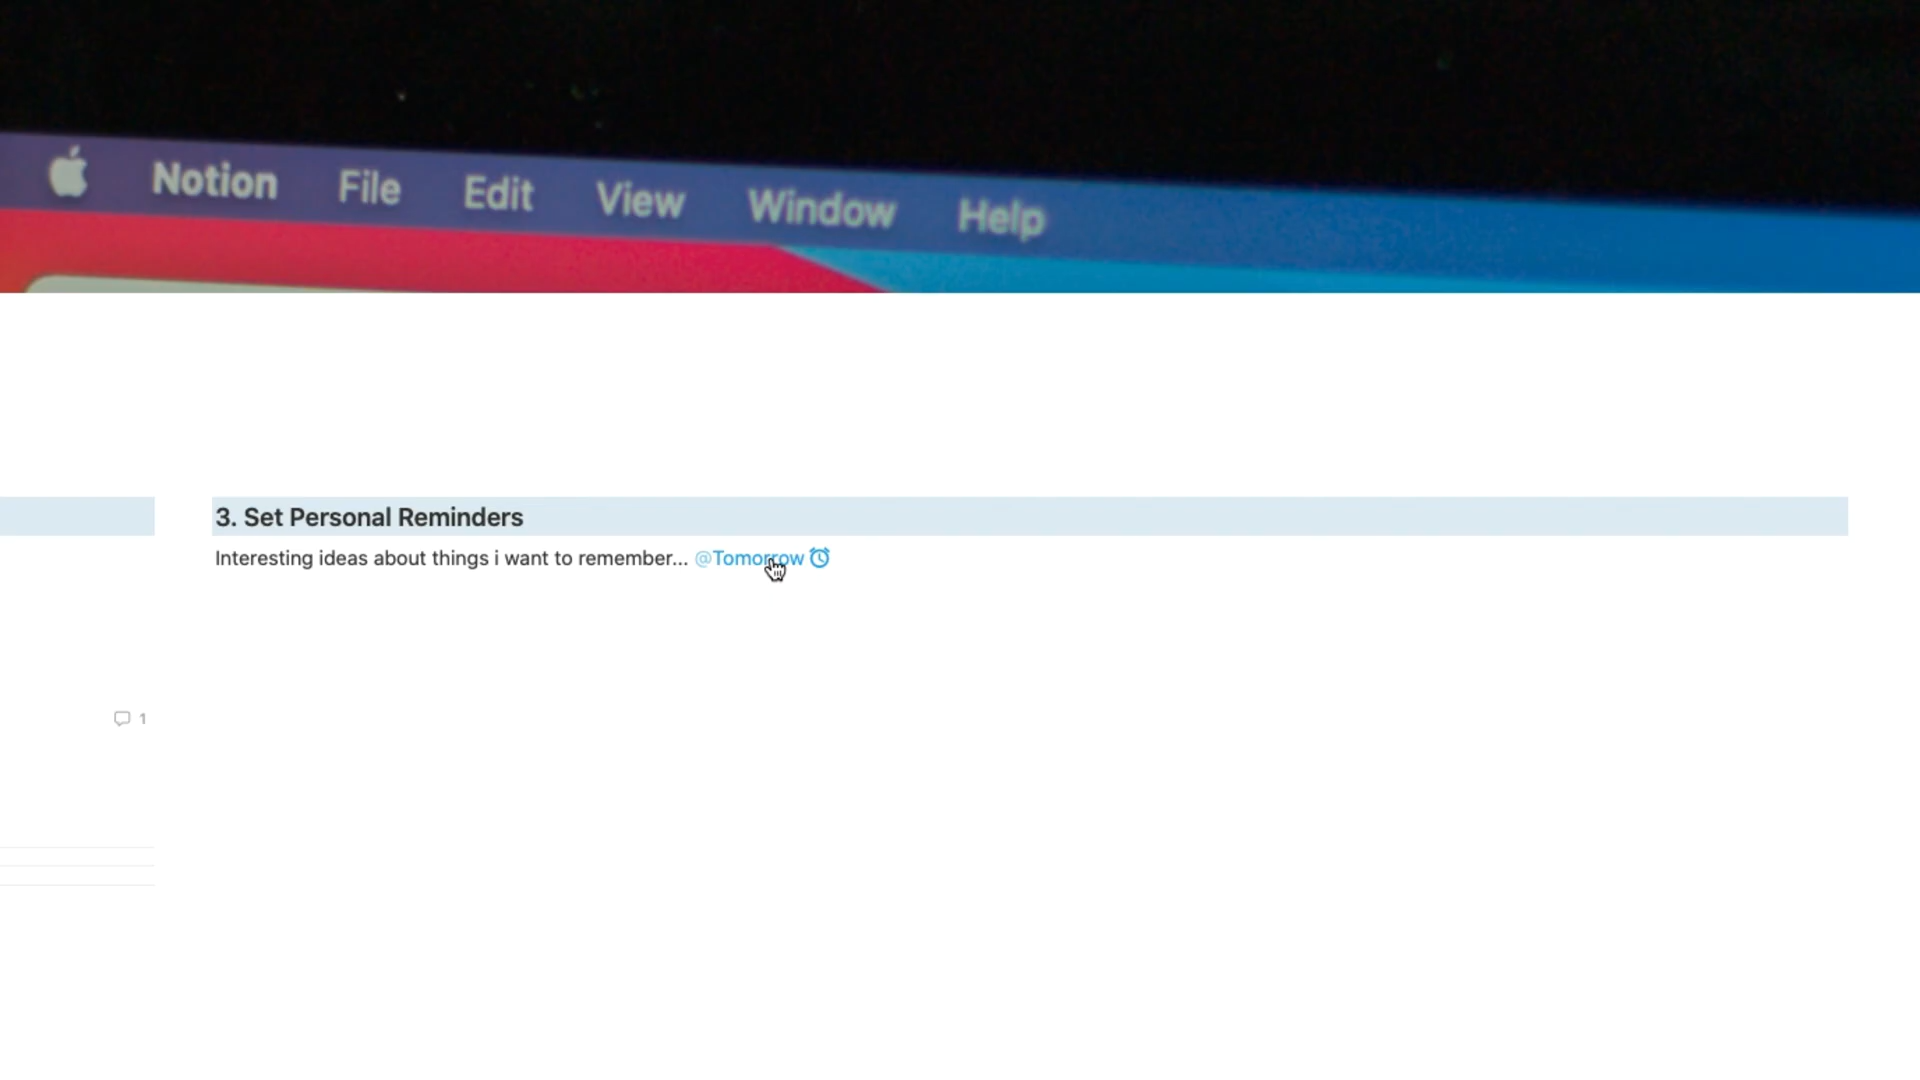 Notion File Edit View Window Help
3. Set Personal Reminders
Interesting ideas about things i want to remember... @Tomorrow
1